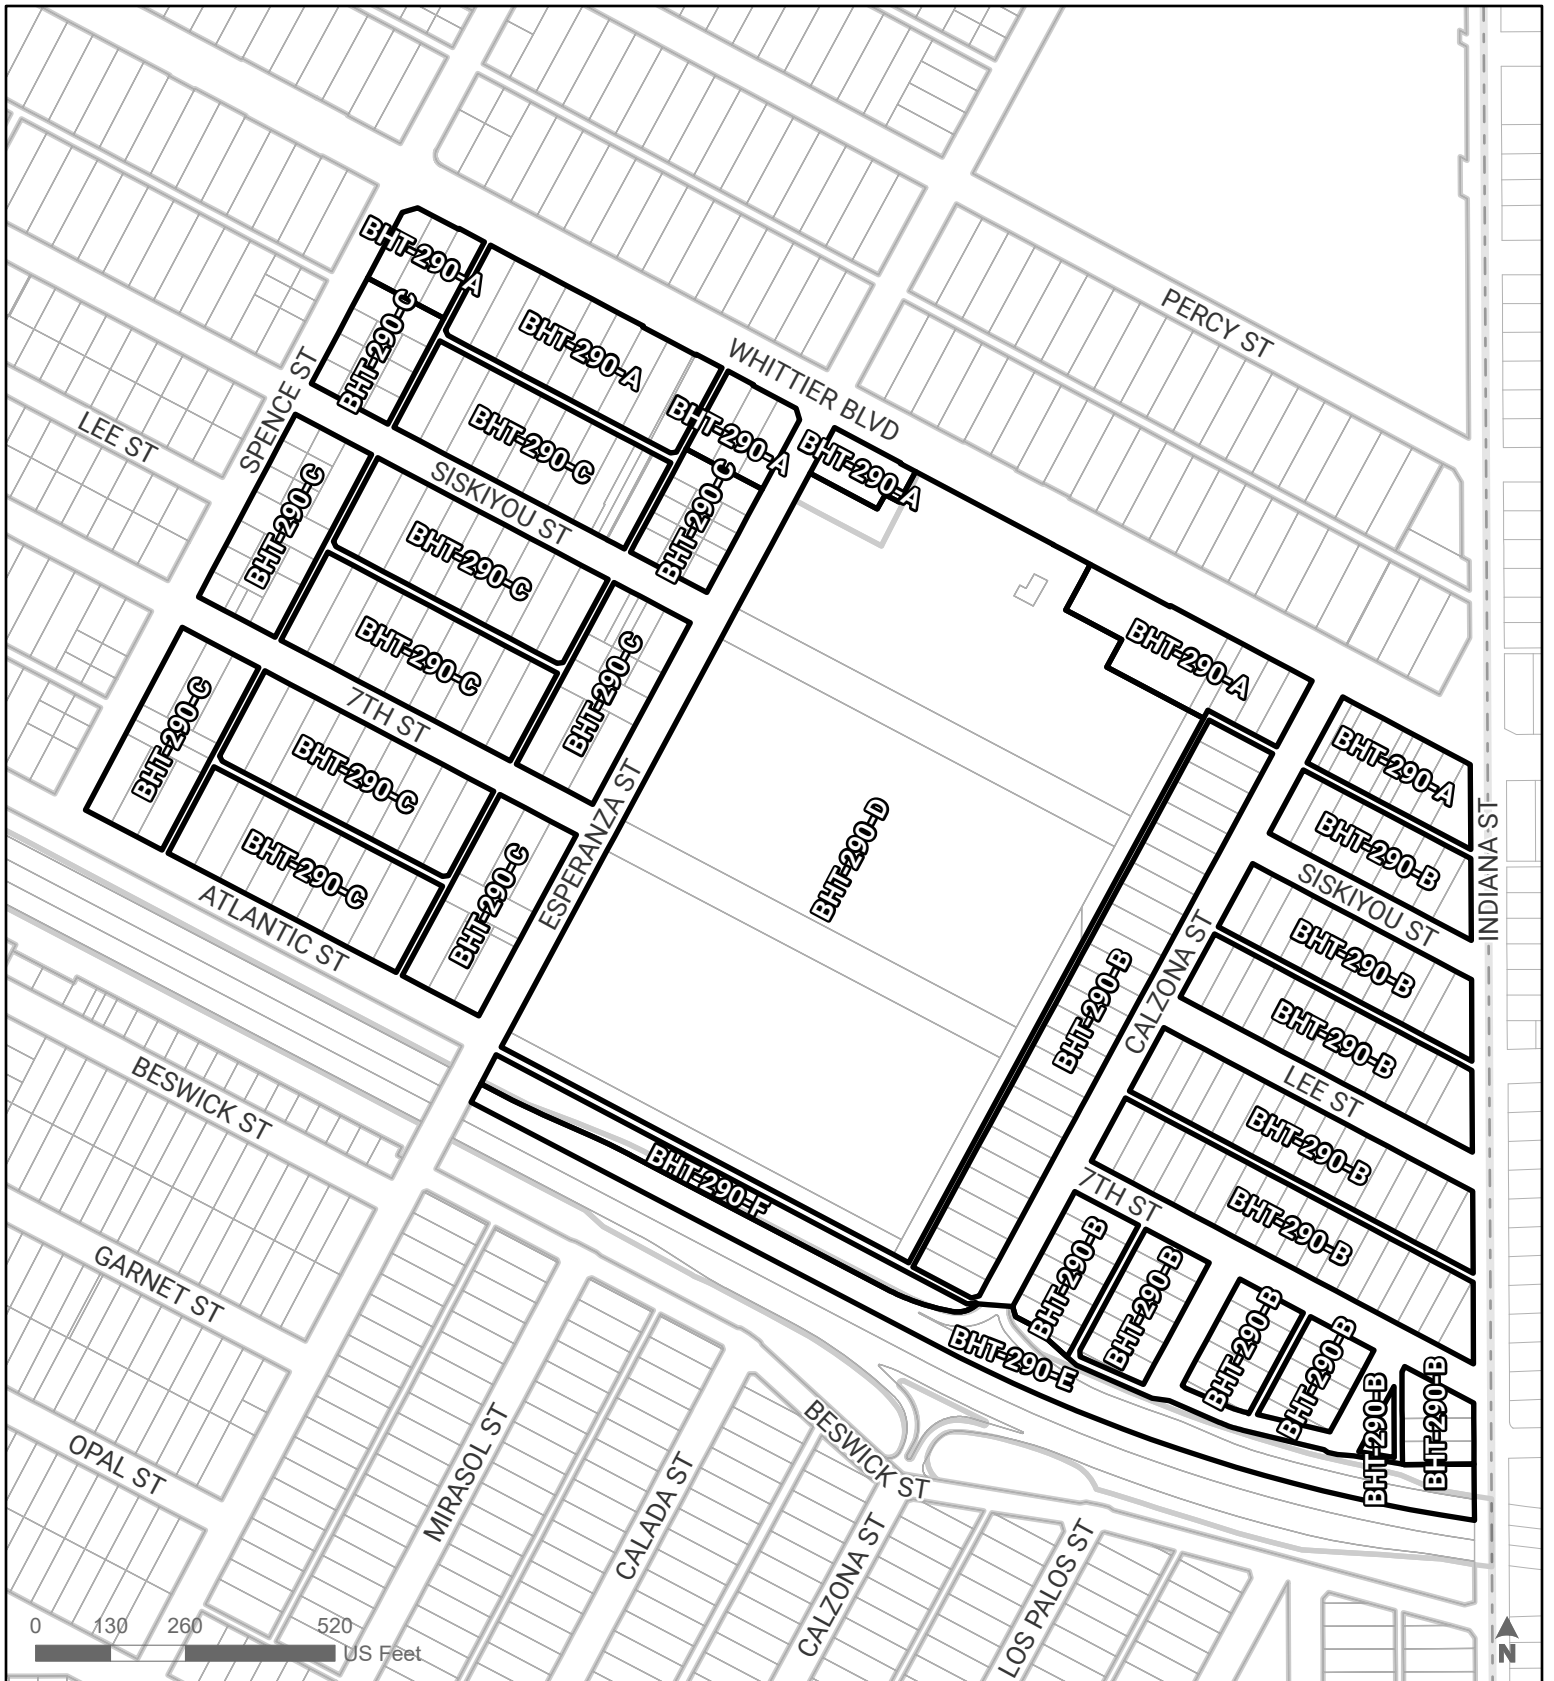 BHT-290-A
PERCY ST
BHT-290-C
BHT-290-A
WHITTIER BLVD
SPENCE ST
LEE ST
BHT-290-C
BHT-290-A
BHT-290-A
SISKIYOU ST
BHT-290-C
BHT-290-C
BHT-290-C
BHT-290-C
BHT-290-C
BHT-290-A
7TH ST
BHT-290-C
BHT-290-C
BHT-290-C
BHT-290-A
BHT-290-C
ESPERANZA ST
BHT-290-D
BHT-290-B
INDIANA ST
BHT-290-C
ATLANTIC ST
SISKIYOU ST
BHT-290-B
BHT-290-B
CALZONA ST
BHT-290-B
BESWICK ST
LEE ST
BHT-290-B
BHT-290-F
7TH ST
BHT-290-B
GARNET ST
BHT-290-B
BHT-290-B
BHT-290-E
BHT-290-B
BHT-290-B
BHT-290-B
BHT-290-B
BESWICK ST
OPAL ST
MIRASOL ST
CALADA ST
CALZONA ST
LOS PALOS ST
0 130 260 520
US Feet
N